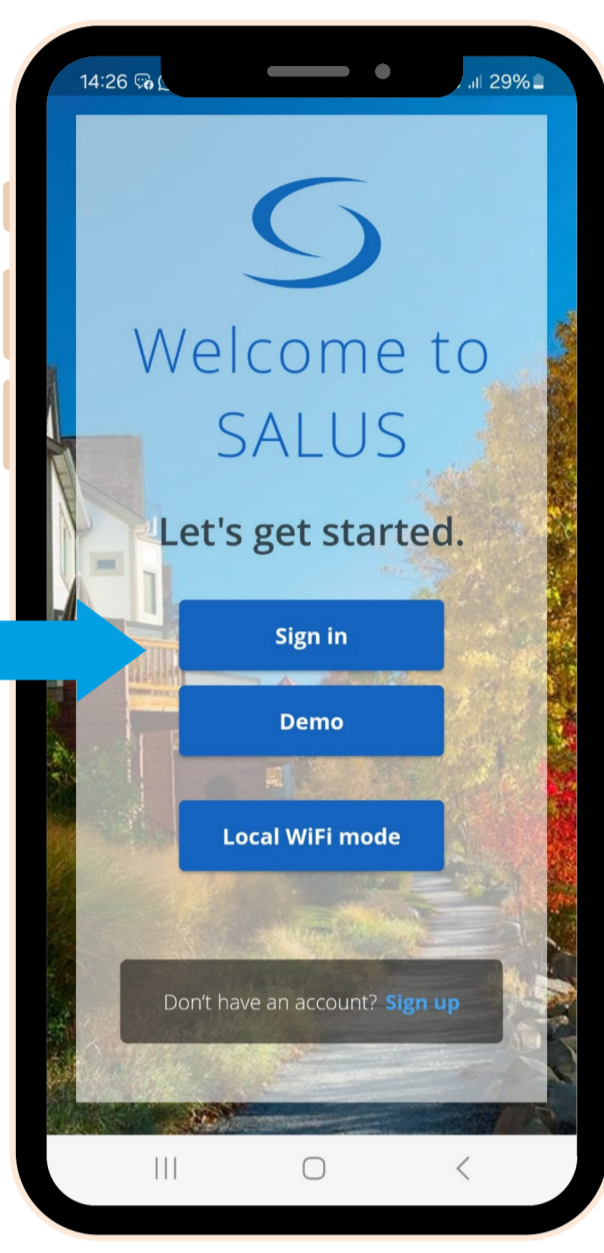 14:26 29%
Welcome to
SALUS
Let's get started.
Sign in
Demo
Local WiFi mode
Don't have an account? Sign up